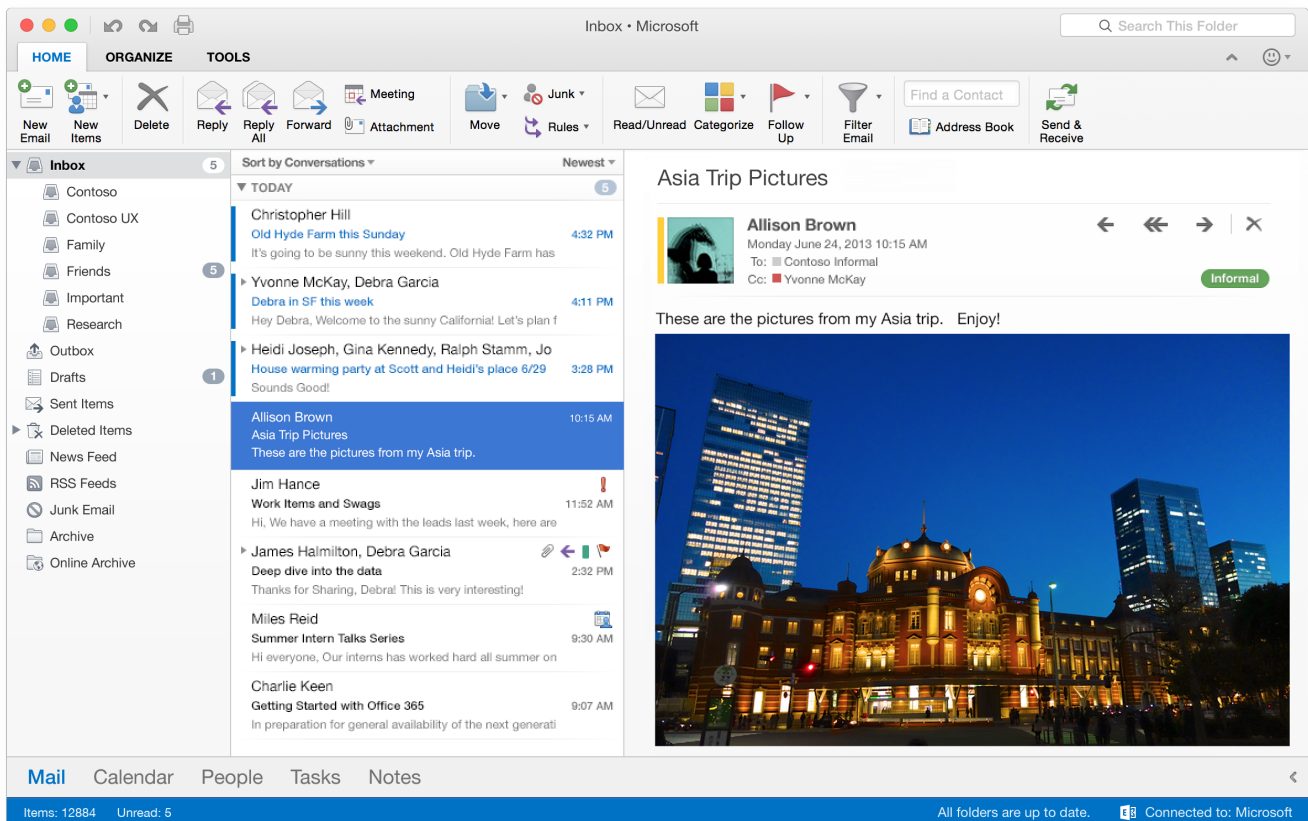 Inbox • Microsoft
Search This Folder
HOME ORGANIZE TOOLS
New Email
New Items
Delete
Reply
Reply All
Forward
Meeting
Attachment
Move
Junk
Rules
Read/Unread
Categorize
Follow Up
Filter Email
Find a Contact
Address Book
Send & Receive
Inbox 5
Contoso
Contoso UX
Family
Friends 5
Important
Research
Outbox
Drafts 1
Sent Items
Deleted Items
News Feed
RSS Feeds
Junk Email
Archive
Online Archive
Sort by Conversations Newest
TODAY 5
Christopher Hill
Old Hyde Farm this Sunday 4:32 PM
It's going to be sunny this weekend. Old Hyde Farm has
Yvonne McKay, Debra Garcia
Debra in SF this week 4:11 PM
Hey Debra, Welcome to the sunny California! Let's plan f
Heidi Joseph, Gina Kennedy, Ralph Stamm, Jo
House warming party at Scott and Heidi's place 6/29 3:28 PM
Sounds Good!
Allison Brown 10:15 AM
Asia Trip Pictures
These are the pictures from my Asia trip.
Jim Hance
Work Items and Swags 11:52 AM
Hi, We have a meeting with the leads last week, here are
James Halmilton, Debra Garcia
Deep dive into the data 2:32 PM
Thanks for Sharing, Debra! This is very interesting!
Miles Reid
Summer Intern Talks Series 9:30 AM
Hi everyone, Our interns has worked hard all summer on
Charlie Keen
Getting Started with Office 365 9:07 AM
In preparation for general availability of the next generati
Asia Trip Pictures
Allison Brown
Monday June 24, 2013 10:15 AM
To: Contoso Informal
Cc: Yvonne McKay
Informal
These are the pictures from my Asia trip. Enjoy!
Mail Calendar People Tasks Notes
Items: 12884 Unread: 5 All folders are up to date. Connected to: Microsoft